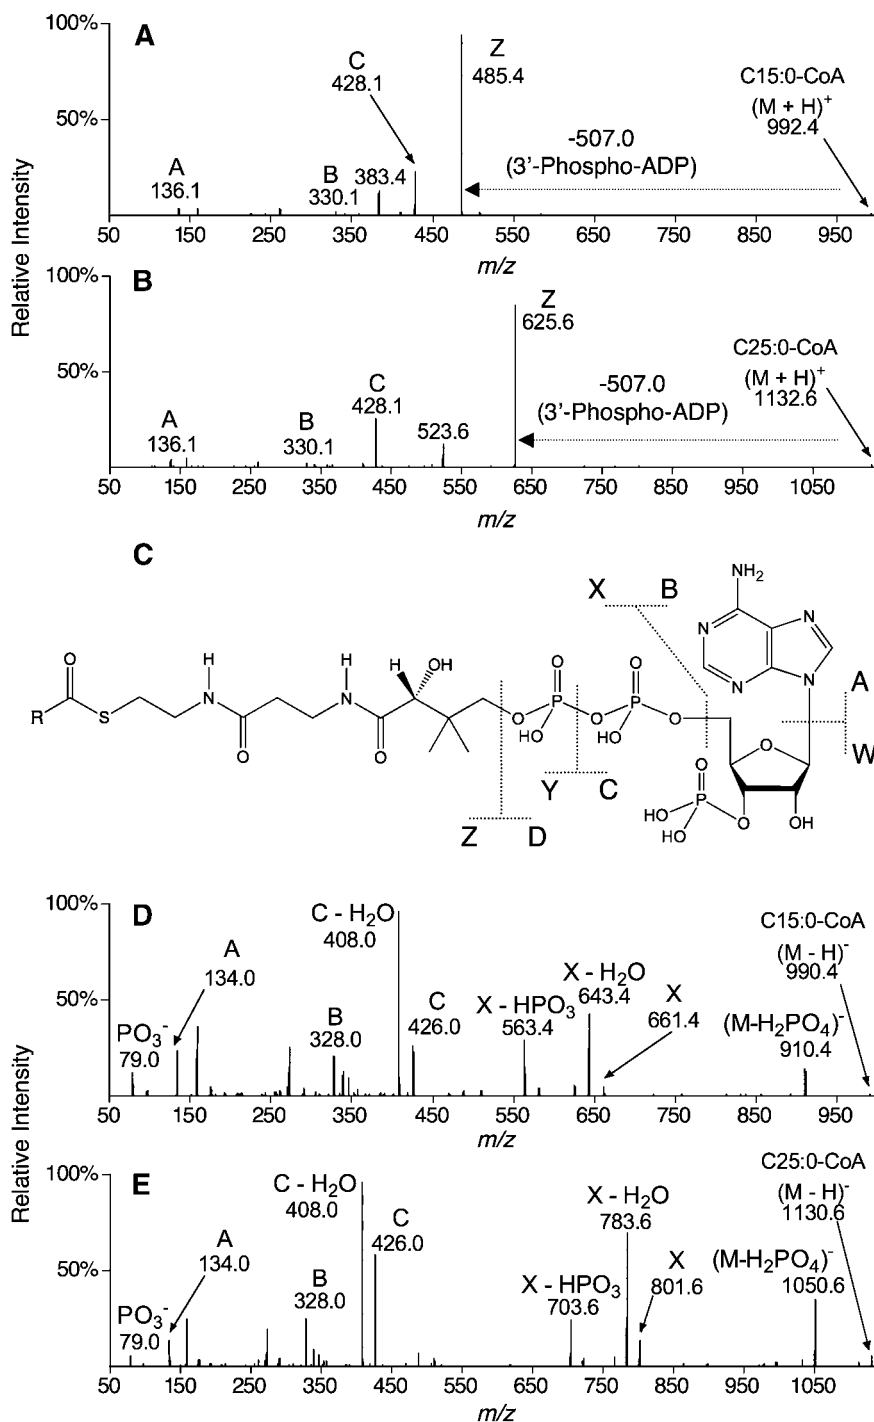 Relative Intensity
A
100%
50%
A
136.1
B
330.1
383.4
C
428.1
Z
485.4
-507.0
(3'-Phospho-ADP)
C15:0-CoA
(M + H)+
992.4
50 150 250 350 450 550 650 750 850 950
m/z
B
100%
50%
A
136.1
B
330.1
C
428.1
523.6
Z
625.6
-507.0
(3'-Phospho-ADP)
C25:0-CoA
(M + H)+
1132.6
50 150 250 350 450 550 650 750 850 950 1050
m/z
C
NH2
X B
N N
N N
A
W
O H H H OH O O
R S N N O P O P O
O O HO HO
Y C
Z D
O
O
HO P
HO O OH
Relative Intensity
D
100%
50%
PO3-
79.0
A
134.0
B
328.0
C - H2O
408.0
C
426.0
X - HPO3
563.4
X - H2O
643.4
X
661.4
(M-H2PO4)-
910.4
C15:0-CoA
(M - H)-
990.4
50 150 250 350 450 550 650 750 850 950
m/z
E
100%
50%
PO3-
79.0
A
134.0
B
328.0
C - H2O
408.0
C
426.0
X - HPO3
703.6
X - H2O
783.6
X
801.6
(M-H2PO4)-
1050.6
C25:0-CoA
(M - H)-
1130.6
50 150 250 350 450 550 650 750 850 950 1050
m/z